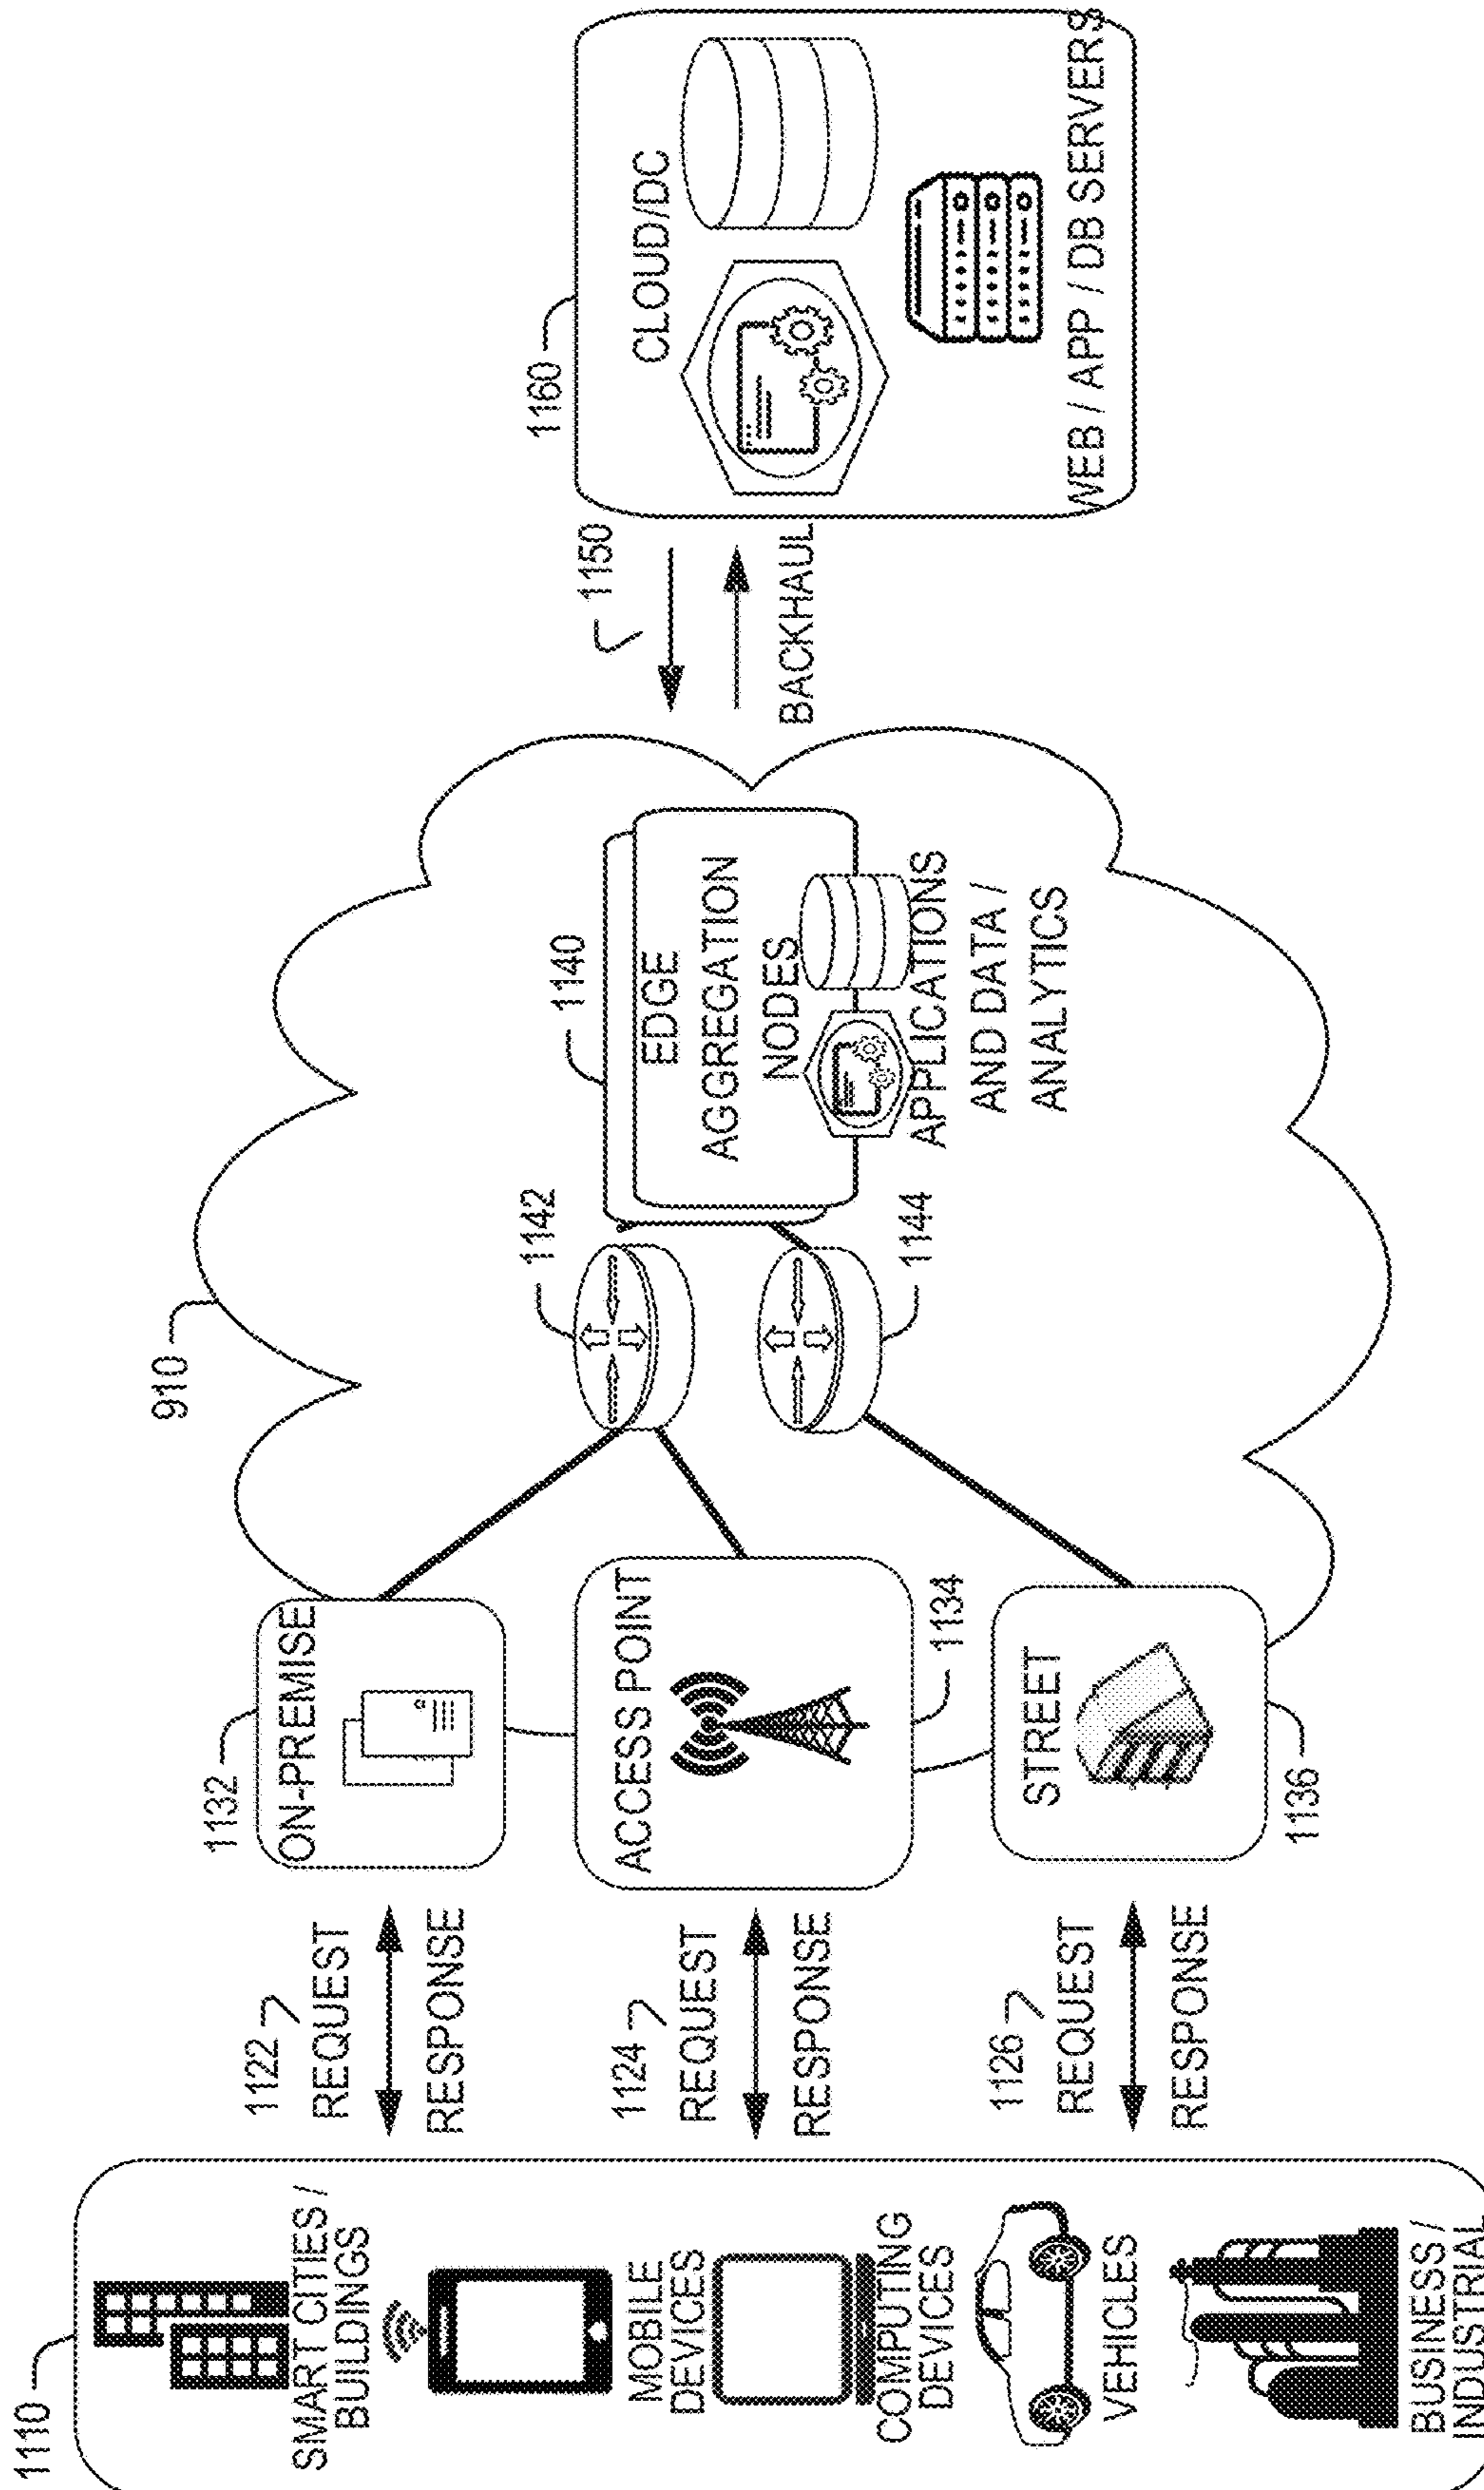 1110
SMART CITIES /
BUILDINGS
MOBILE
DEVICES
COMPUTING
DEVICES
VEHICLES
BUSINESS /
INDUSTRIAL
1122
REQUEST
RESPONSE
1124
REQUEST
RESPONSE
1126
REQUEST
RESPONSE
1132
ON-PREMISE
ACCESS POINT
1134
STREET
1136
910
1142
1144
1140
EDGE
AGGREGATION
NODES
APPLICATIONS
AND DATA /
ANALYTICS
1150
BACKHAUL
1160
CLOUD/DC
WEB / APP / DB SERVERS